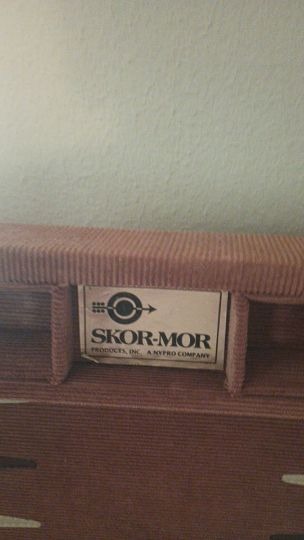 SKOR-MOR
PRODUCTS, INC. A NYPRO COMPANY